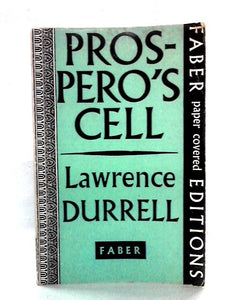 PROS-
PERO'S
CELL
Lawrence
DURRELL
FABER
FABER paper covered EDITIONS